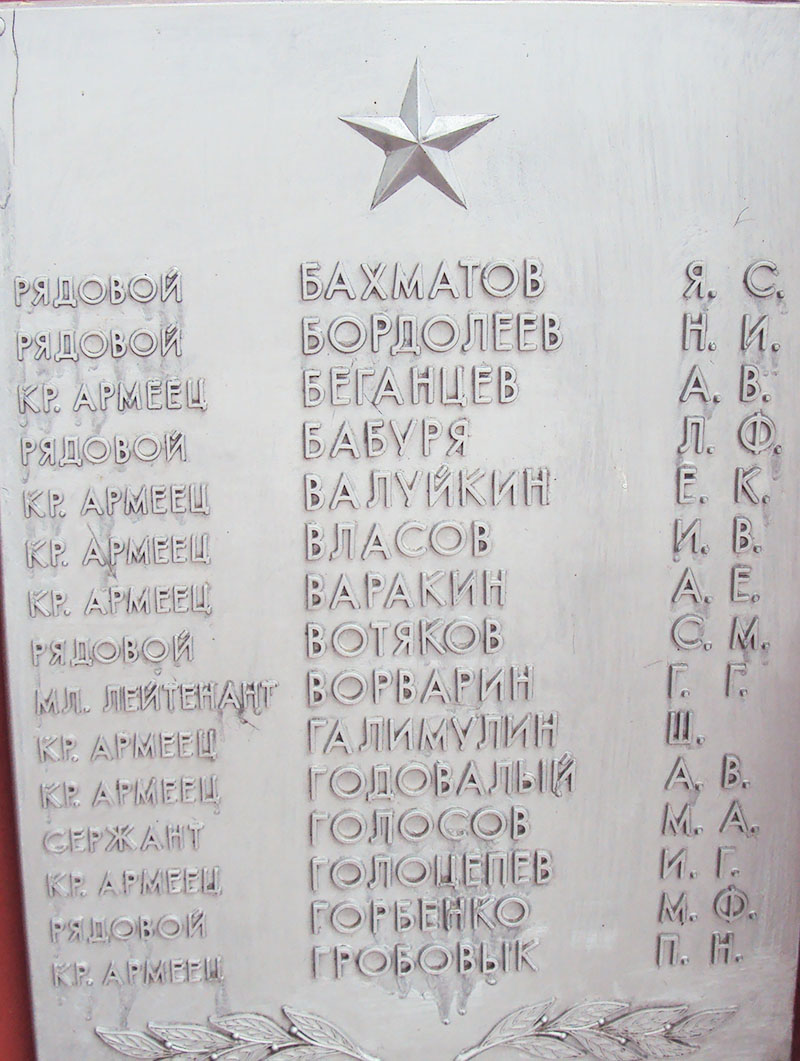 РЯДОВОЙ БАХМАТОВ Я. С.
РЯДОВОЙ БОРДОЛЕЕВ Н. И.
КР. АРМЕЕЦ БЕГАНЦЕВ А. В.
РЯДОВОЙ БАБУРЯ Л. Ф.
КР. АРМЕЕЦ ВАЛУЙКИН Е. К.
КР. АРМЕЕЦ ВЛАСОВ И. В.
КР. АРМЕЕЦ ВАРАКИН А. Е.
РЯДОВОЙ ВОТЯКОВ С. М.
МЛ. ЛЕЙТЕНАНТ ВОРВАРИН Г. Г.
КР. АРМЕЕЦ ГАЛИМУЛИН Ш.
КР. АРМЕЕЦ ГОДОВАЛЫЙ А. В.
СЕРЖАНТ ГОЛОСОВ М. А.
КР. АРМЕЕЦ ГОЛОЦЕПЕВ И. Г.
РЯДОВОЙ ГОРБЕНКО М. Ф.
КР. АРМЕЕЦ ГРОБОВЫК П. Н.